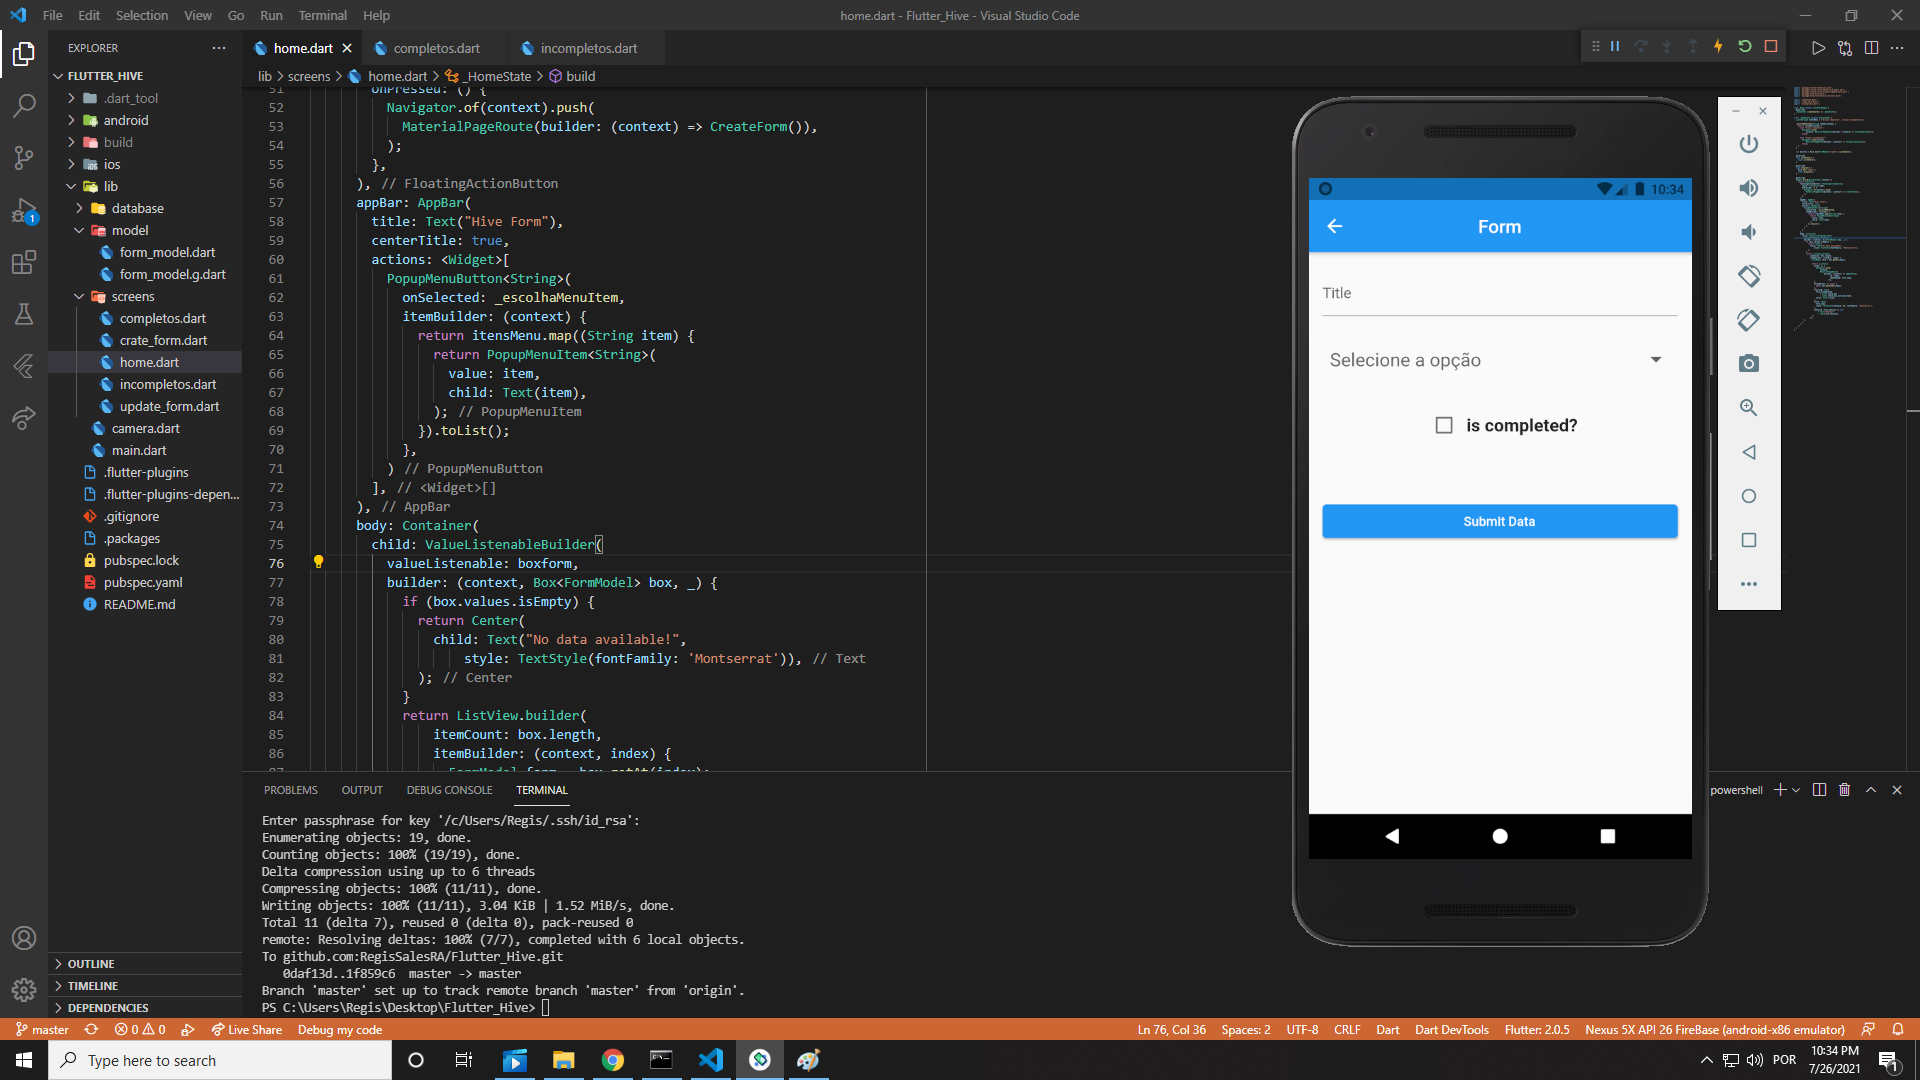 File Edit Selection View Go Run Terminal Help
home.dart - Flutter_Hive - Visual Studio Code
EXPLORER
FLUTTER_HIVE
.dart_tool
android
build
ios
lib
database
model
form_model.dart
form_model.g.dart
screens
completos.dart
crate_form.dart
home.dart
incompletos.dart
update_form.dart
camera.dart
main.dart
.flutter-plugins
.flutter-plugins-depen...
.gitignore
.packages
pubspec.lock
pubspec.yaml
README.md
OUTLINE
TIMELINE
DEPENDENCIES
1
home.dart completos.dart incompletos.dart
lib > screens > home.dart > _HomeState > build
51 onPressed: () {
52 Navigator.of(context).push(
53 MaterialPageRoute(builder: (context) => CreateForm()),
54 );
55 },
56 ), // FloatingActionButton
57 appBar: AppBar(
58 title: Text("Hive Form"),
59 centerTitle: true,
60 actions: <Widget>[
61 PopupMenuButton<String>(
62 onSelected: _escolhaMenuItem,
63 itemBuilder: (context) {
64 return itensMenu.map((String item) {
65 return PopupMenuItem<String>(
66 value: item,
67 child: Text(item),
68 ); // PopupMenuItem
69 }).toList();
70 },
71 ) // PopupMenuButton
72 ], // <Widget>[]
73 ), // AppBar
74 body: Container(
75 child: ValueListenableBuilder(
76 valueListenable: boxform,
77 builder: (context, Box<FormModel> box, _) {
78 if (box.values.isEmpty) {
79 return Center(
80 child: Text("No data available!",
81 style: TextStyle(fontFamily: 'Montserrat')), // Text
82 ); // Center
83 }
84 return ListView.builder(
85 itemCount: box.length,
86 itemBuilder: (context, index) {
87 FormModel form = box.getAt(index);
PROBLEMS OUTPUT DEBUG CONSOLE TERMINAL
powershell
Enter passphrase for key '/c/Users/Regis/.ssh/id_rsa':
Enumerating objects: 19, done.
Counting objects: 100% (19/19), done.
Delta compression using up to 6 threads
Compressing objects: 100% (11/11), done.
Writing objects: 100% (11/11), 3.04 KiB | 1.52 MiB/s, done.
Total 11 (delta 7), reused 0 (delta 0), pack-reused 0
remote: Resolving deltas: 100% (7/7), completed with 6 local objects.
To github.com:RegisSalesRA/Flutter_Hive.git
0daf13d..1f859c6 master -> master
Branch 'master' set up to track remote branch 'master' from 'origin'.
PS C:\Users\Regis\Desktop\Flutter_Hive>
10:34
Form
Title
Selecione a opção
is completed?
Submit Data
master 0 0 Live Share Debug my code
Ln 76, Col 36 Spaces: 2 UTF-8 CRLF Dart Dart DevTools Flutter: 2.0.5 Nexus 5X API 26 FireBase (android-x86 emulator)
Type here to search
POR
10:34 PM
7/26/2021
1